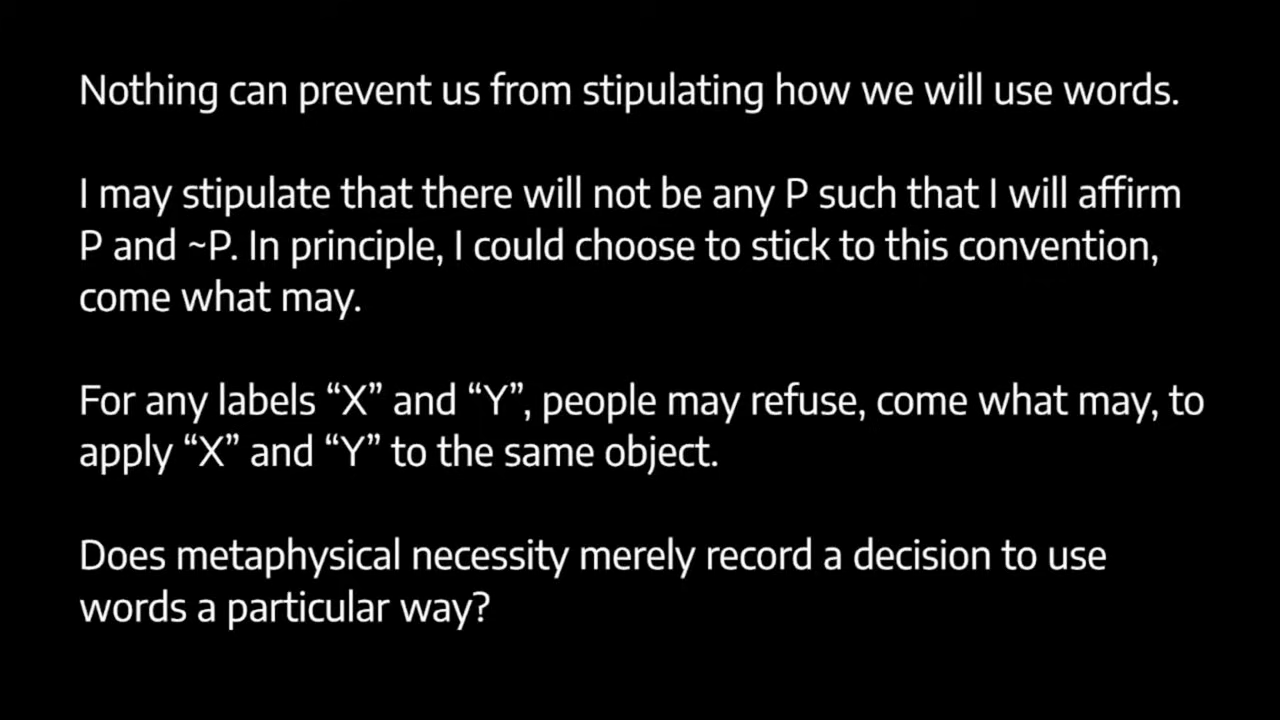 Nothing can prevent us from stipulating how we will use words.
I may stipulate that there will not be any P such that I will affirm
P and ~P. In principle, I could choose to stick to this convention,
come what may.
For any labels “X” and “Y”, people may refuse, come what may, to
apply “X” and “Y” to the same object.
Does metaphysical necessity merely record a decision to use
words a particular way?